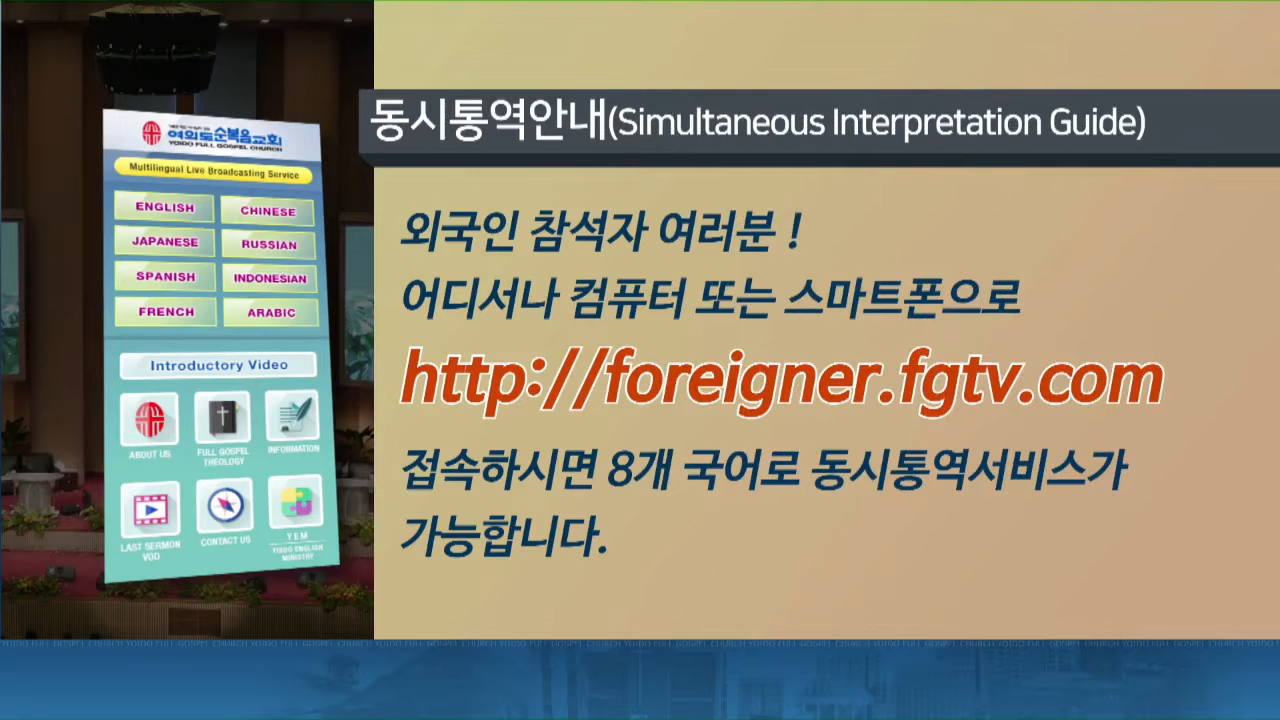 동시통역안내(Simultaneous Interpretation Guide)
여의도순복음교회
YOIDO FULL GOSPEL CHURCH
Multilingual Live Broadcasting Service
ENGLISH
CHINESE
JAPANESE
RUSSIAN
SPANISH
INDONESIAN
FRENCH
ARABIC
Introductory Video
ABOUT US
FULL GOSPEL
THEOLOGY
INFORMATION
LAST SERMON
VOD
CONTACT US
YEM
YOIDO ENGLISH
MINISTRY
외국인 참석자 여러분 !
어디서나 컴퓨터 또는 스마트폰으로
http://foreigner.fgtv.com
접속하시면 8개 국어로 동시통역서비스가
가능합니다.